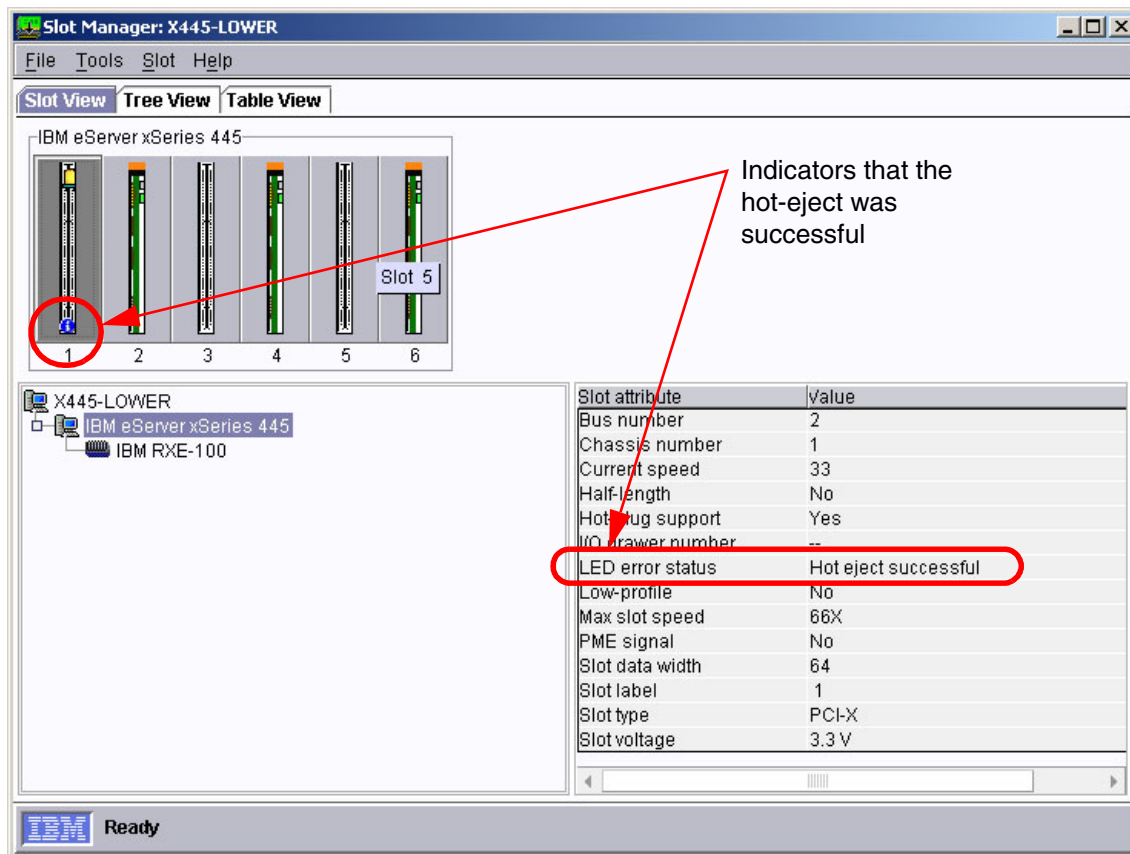 Slot Manager: X445-LOWER
File Tools Slot Help
Slot View Tree View Table View
IBM eServer xSeries 445
Indicators that the
hot-eject was
successful
Slot 5
1 2 3 4 5 6
X445-LOWER
IBM eServer xSeries 445
IBM RXE-100
Slot attribute Value
Bus number 2
Chassis number 1
Current speed 33
Half-length No
Hot-plug support Yes
I/O drawer number --
LED error status Hot eject successful
Low-profile No
Max slot speed 66X
PME signal No
Slot data width 64
Slot label 1
Slot type PCI-X
Slot voltage 3.3 V
IBM Ready